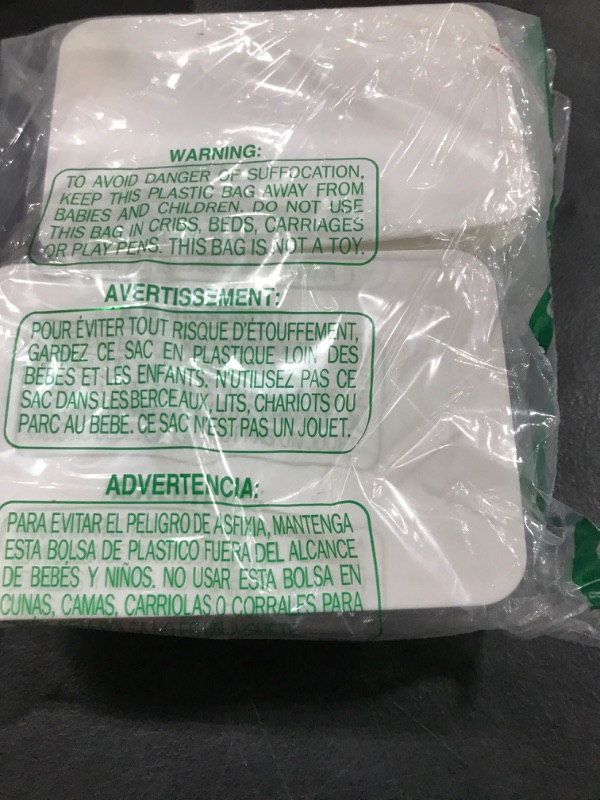 WARNING:
TO AVOID DANGER OF SUFFOCATION,
KEEP THIS PLASTIC BAG AWAY FROM
BABIES AND CHILDREN. DO NOT USE
THIS BAG IN CRIBS, BEDS, CARRIAGES
OR PLAY PENS. THIS BAG IS NOT A TOY.
AVERTISSEMENT:
POUR ÉVITER TOUT RISQUE D'ÉTOUFFEMENT,
GARDEZ CE SAC EN PLASTIQUE LOIN DES
BÉBÉS ET LES ENFANTS. N'UTILISEZ PAS CE
SAC DANS LES BERCEAUX, LITS, CHARIOTS OU
PARC AU BEBE. CE SAC N'EST PAS UN JOUET.
ADVERTENCIA:
PARA EVITAR EL PELIGRO DE ASFIXIA, MANTENGA
ESTA BOLSA DE PLASTICO FUERA DEL ALCANCE
DE BEBÉS Y NIÑOS. NO USAR ESTA BOLSA EN
CUNAS, CAMAS, CARRIOLAS O CORRALES PARA